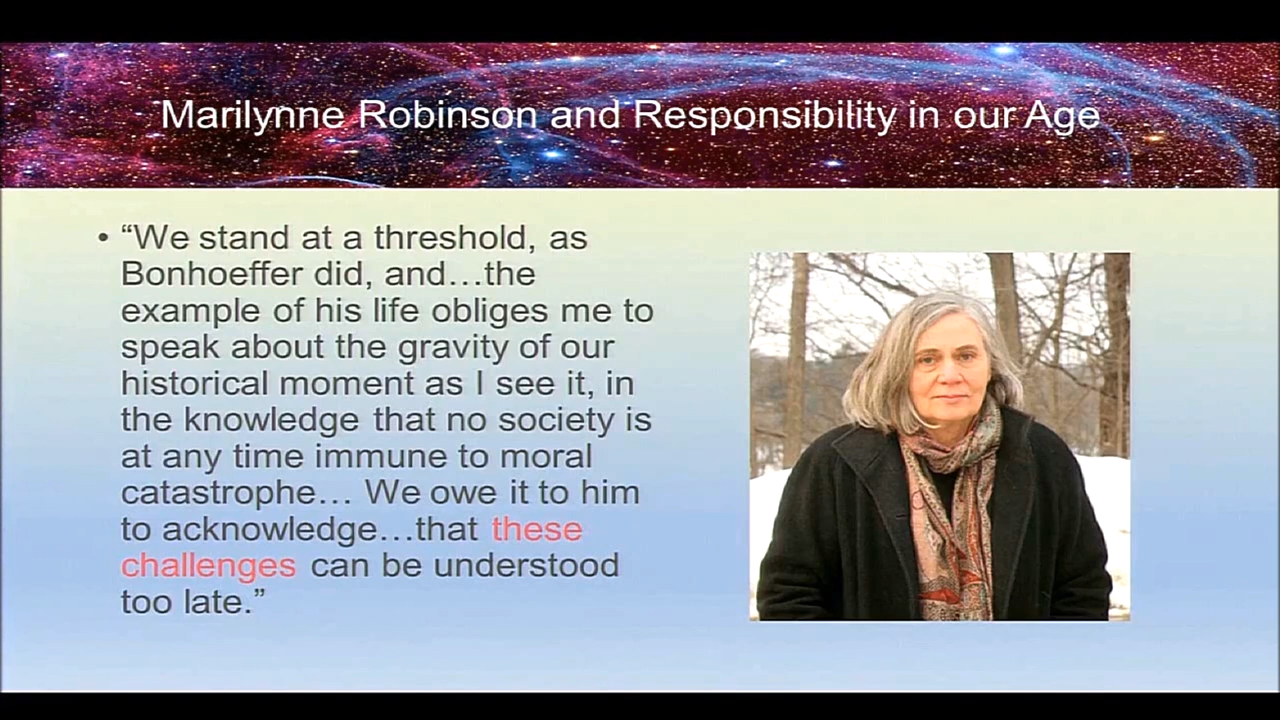 Marilynne Robinson and Responsibility in our Age
• “We stand at a threshold, as
Bonhoeffer did, and…the
example of his life obliges me to
speak about the gravity of our
historical moment as I see it, in
the knowledge that no society is
at any time immune to moral
catastrophe… We owe it to him
to acknowledge…that these
challenges can be understood
too late.”